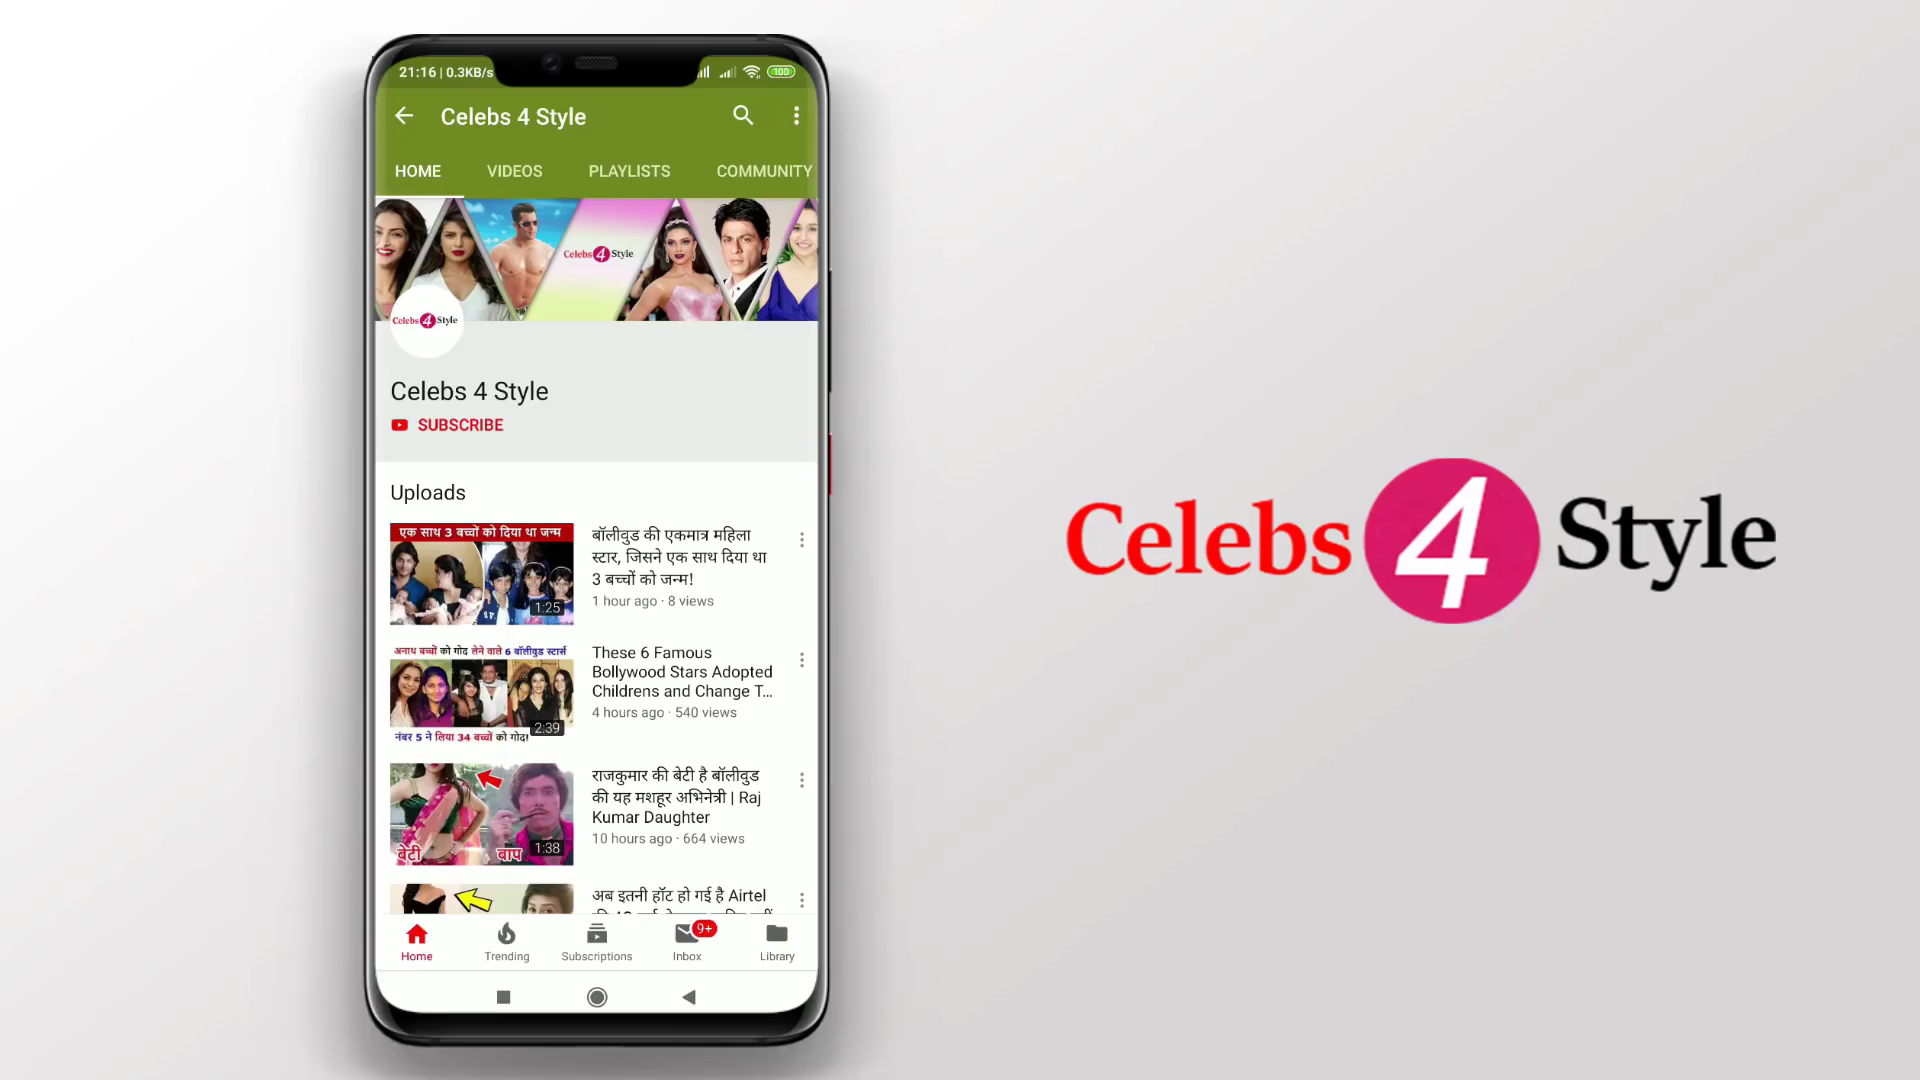 21:16 | 0.3KB/s
100
Celebs 4 Style
HOME VIDEOS PLAYLISTS COMMUNITY
Celebs 4 Style
Celebs 4 Style
Celebs 4 Style
SUBSCRIBE
Uploads
एक साथ 3 बच्चों को दिया था जन्म
1:25
बॉलीवुड की एकमात्र महिला
स्टार, जिसने एक साथ दिया था
3 बच्चों को जन्म!
1 hour ago · 8 views
अनाथ बच्चों को गोद लेने वाले 6 बॉलीवुड स्टार्स
2:39
नंबर 5 ने लिया 34 बच्चों को गोद!
These 6 Famous
Bollywood Stars Adopted
Childrens and Change T...
4 hours ago · 540 views
बेटी
बाप
1:38
राजकुमार की बेटी है बॉलीवुड
की यह मशहूर अभिनेत्री | Raj
Kumar Daughter
10 hours ago · 664 views
अब इतनी हॉट हो गई है Airtel
9+
Home Trending Subscriptions Inbox Library
Celebs 4 Style